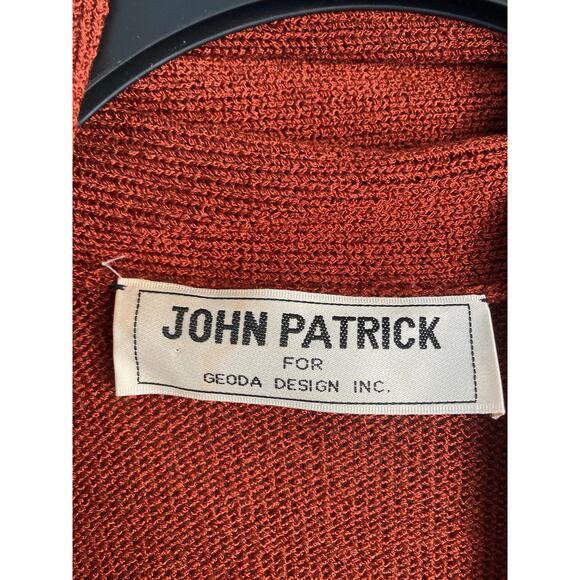 JOHN PATRICK
FOR
GEODA DESIGN INC.